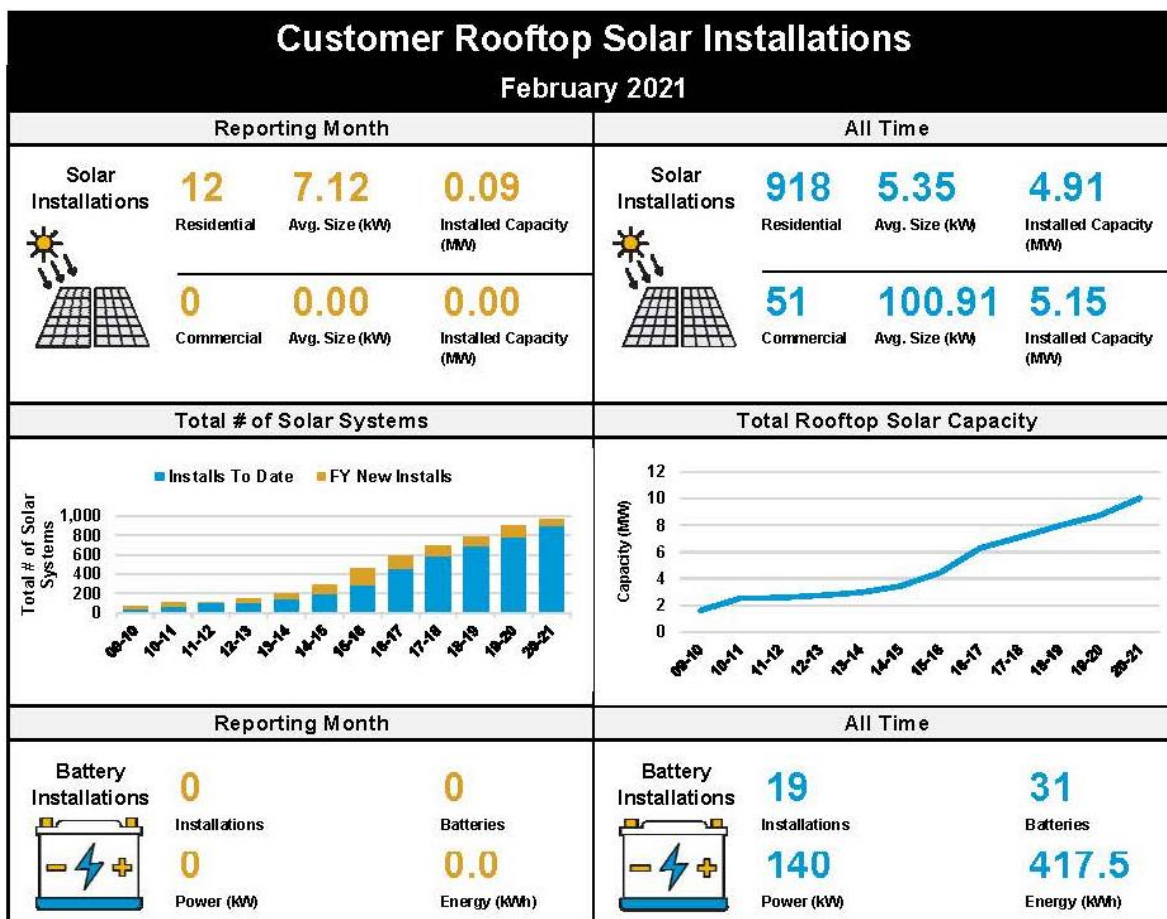 Customer Rooftop Solar Installations
February 2021
Reporting Month
All Time
Solar
Installations
12
7.12
0.09
Residential
Avg. Size (kW)
Installed Capacity
(MW)
0
0.00
0.00
Commercial
Avg. Size (kW)
Installed Capacity
(MW)
Solar
Installations
918
5.35
4.91
Residential
Avg. Size (kW)
Installed Capacity
(MW)
51
100.91
5.15
Commercial
Avg. Size (kW)
Installed Capacity
(MW)
Total # of Solar Systems
Installs To Date
FY New Installs
Total # of Solar
Systems
1,000
800
600
400
200
0
09-10
10-11
11-12
12-13
13-14
14-15
15-16
16-17
17-18
18-19
19-20
20-21
Total Rooftop Solar Capacity
Capacity (MW)
12
10
8
6
4
2
0
09-10
10-11
11-12
12-13
13-14
14-15
15-16
16-17
17-18
18-19
19-20
20-21
Reporting Month
All Time
Battery
Installations
0
0
Installations
Batteries
0
0.0
Power (kW)
Energy (kWh)
Battery
Installations
19
31
Installations
Batteries
140
417.5
Power (kW)
Energy (kWh)